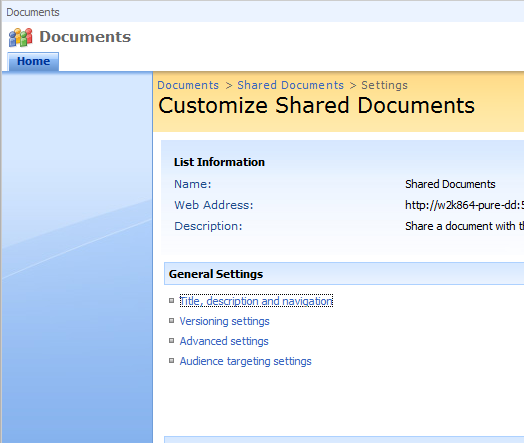 Documents
Documents
Home
Documents > Shared Documents > Settings
Customize Shared Documents
List Information
Name: Shared Documents
Web Address: http://w2k864-pure-dd:5
Description: Share a document with th
General Settings
Title, description and navigation
Versioning settings
Advanced settings
Audience targeting settings